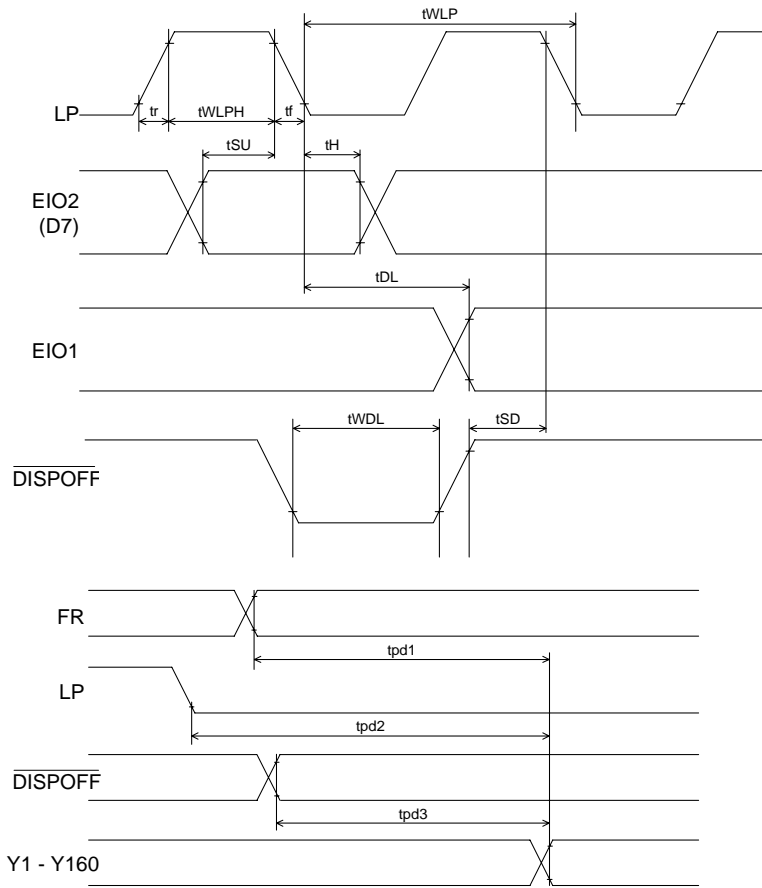 tWLP
LP
tr
tWLPH
tf
tSU
tH
EIO2
(D7)
tDL
EIO1
tWDL
tSD
DISPOFF
FR
tpd1
LP
tpd2
DISPOFF
tpd3
Y1 - Y160